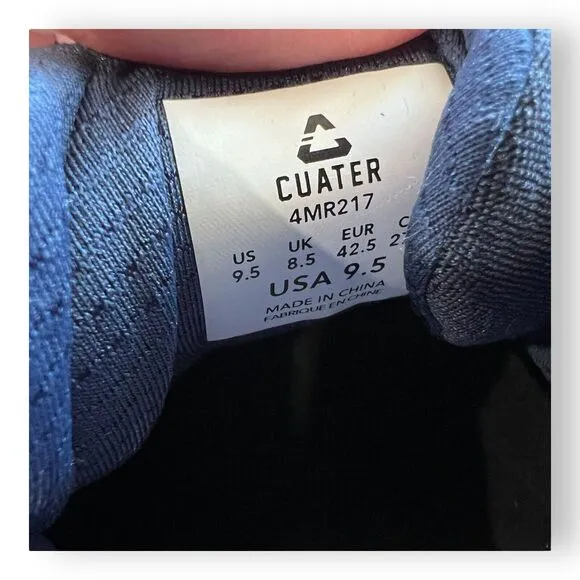 CUATER
4MR217
US UK EUR
9.5 8.5 42.5
USA 9.5
MADE IN CHINA
FABRIQUE EN CHINE